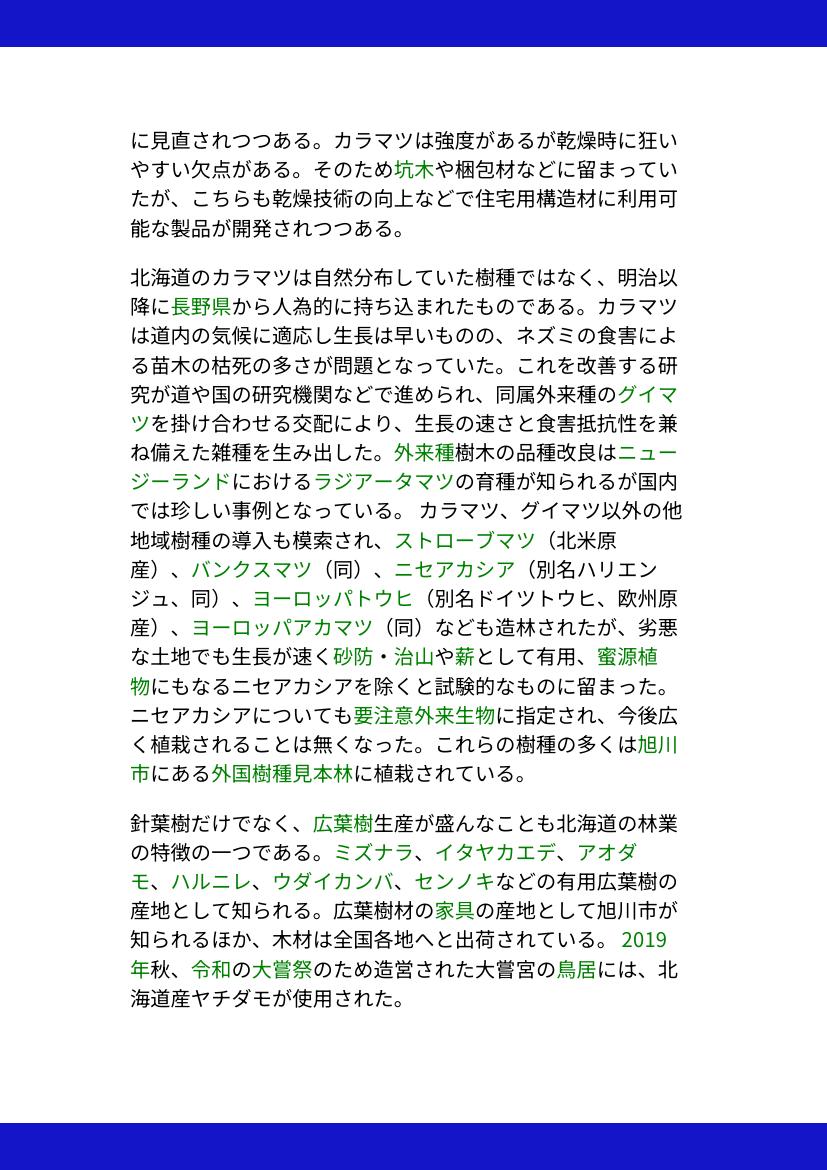 に見直されつつある。カラマツは強度があるが乾燥時に狂い
やすい欠点がある。そのため坑木や梱包材などに留まってい
たが、こちらも乾燥技術の向上などで住宅用構造材に利用可
能な製品が開発されつつある。
北海道のカラマツは自然分布していた樹種ではなく、明治以
降に長野県から人為的に持ち込まれたものである。カラマツ
は道内の気候に適応し生長は早いものの、ネズミの食害によ
る苗木の枯死の多さが問題となっていた。これを改善する研
究が道や国の研究機関などで進められ、同属外来種のグイマ
ツを掛け合わせる交配により、生長の速さと食害抵抗性を兼
ね備えた雑種を生み出した。外来種樹木の品種改良はニュー
ジーランドにおけるラジアータマツの育種が知られるが国内
では珍しい事例となっている。 カラマツ、グイマツ以外の他
地域樹種の導入も模索され、ストローブマツ（北米原
産）、バンクスマツ（同）、ニセアカシア（別名ハリエン
ジュ、同）、ヨーロッパトウヒ（別名ドイツトウヒ、欧州原
産）、ヨーロッパアカマツ（同）なども造林されたが、劣悪
な土地でも生長が速く砂防・治山や薪として有用、蜜源植
物にもなるニセアカシアを除くと試験的なものに留まった。
ニセアカシアについても要注意外来生物に指定され、今後広
く植栽されることは無くなった。これらの樹種の多くは旭川
市にある外国樹種見本林に植栽されている。
針葉樹だけでなく、広葉樹生産が盛んなことも北海道の林業
の特徴の一つである。ミズナラ、イタヤカエデ、アオダ
モ、ハルニレ、ウダイカンバ、センノキなどの有用広葉樹の
産地として知られる。広葉樹材の家具の産地として旭川市が
知られるほか、木材は全国各地へと出荷されている。 2019
年秋、令和の大嘗祭のため造営された大嘗宮の鳥居には、北
海道産ヤチダモが使用された。